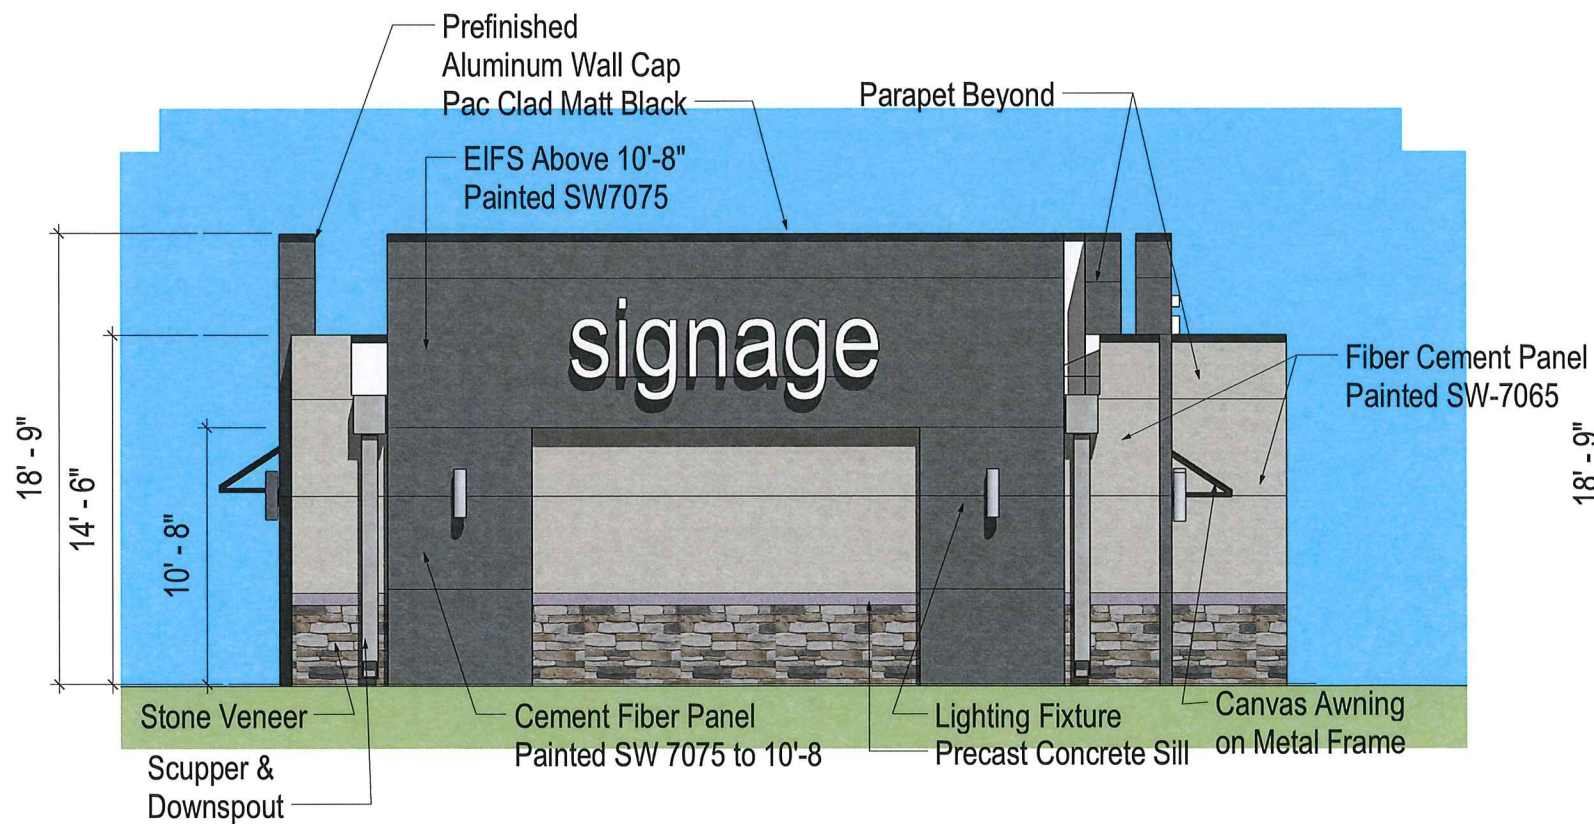 Prefinished
Aluminum Wall Cap
Pac Clad Matt Black
Parapet Beyond
EIFS Above 10'-8"
Painted SW7075
signage
Fiber Cement Panel
Painted SW-7065
18' - 9"
14' - 6"
10' - 8"
18' - 9"
Stone Veneer
Scupper &
Downspout
Cement Fiber Panel
Painted SW 7075 to 10'-8
Lighting Fixture
Precast Concrete Sill
Canvas Awning
on Metal Frame